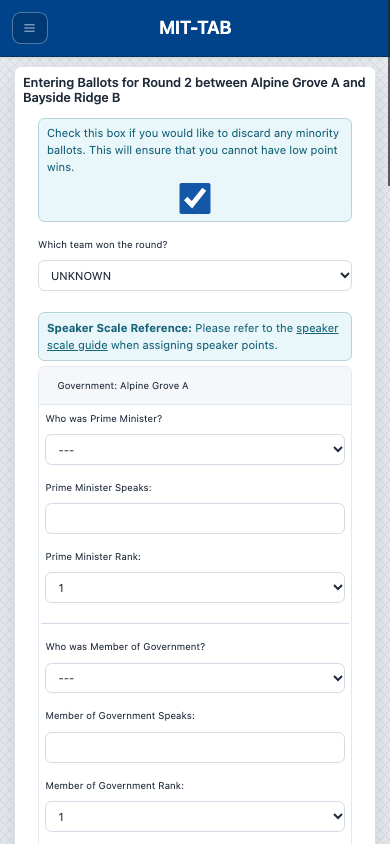 MIT-TAB
Entering Ballots for Round 2 between Alpine Grove A and
Bayside Ridge B
Check this box if you would like to discard any minority
ballots. This will ensure that you cannot have low point
wins.
Which team won the round?
UNKNOWN
Speaker Scale Reference: Please refer to the speaker
scale guide when assigning speaker points.
Government: Alpine Grove A
Who was Prime Minister?
---
Prime Minister Speaks:
Prime Minister Rank:
1
Who was Member of Government?
---
Member of Government Speaks:
Member of Government Rank:
1